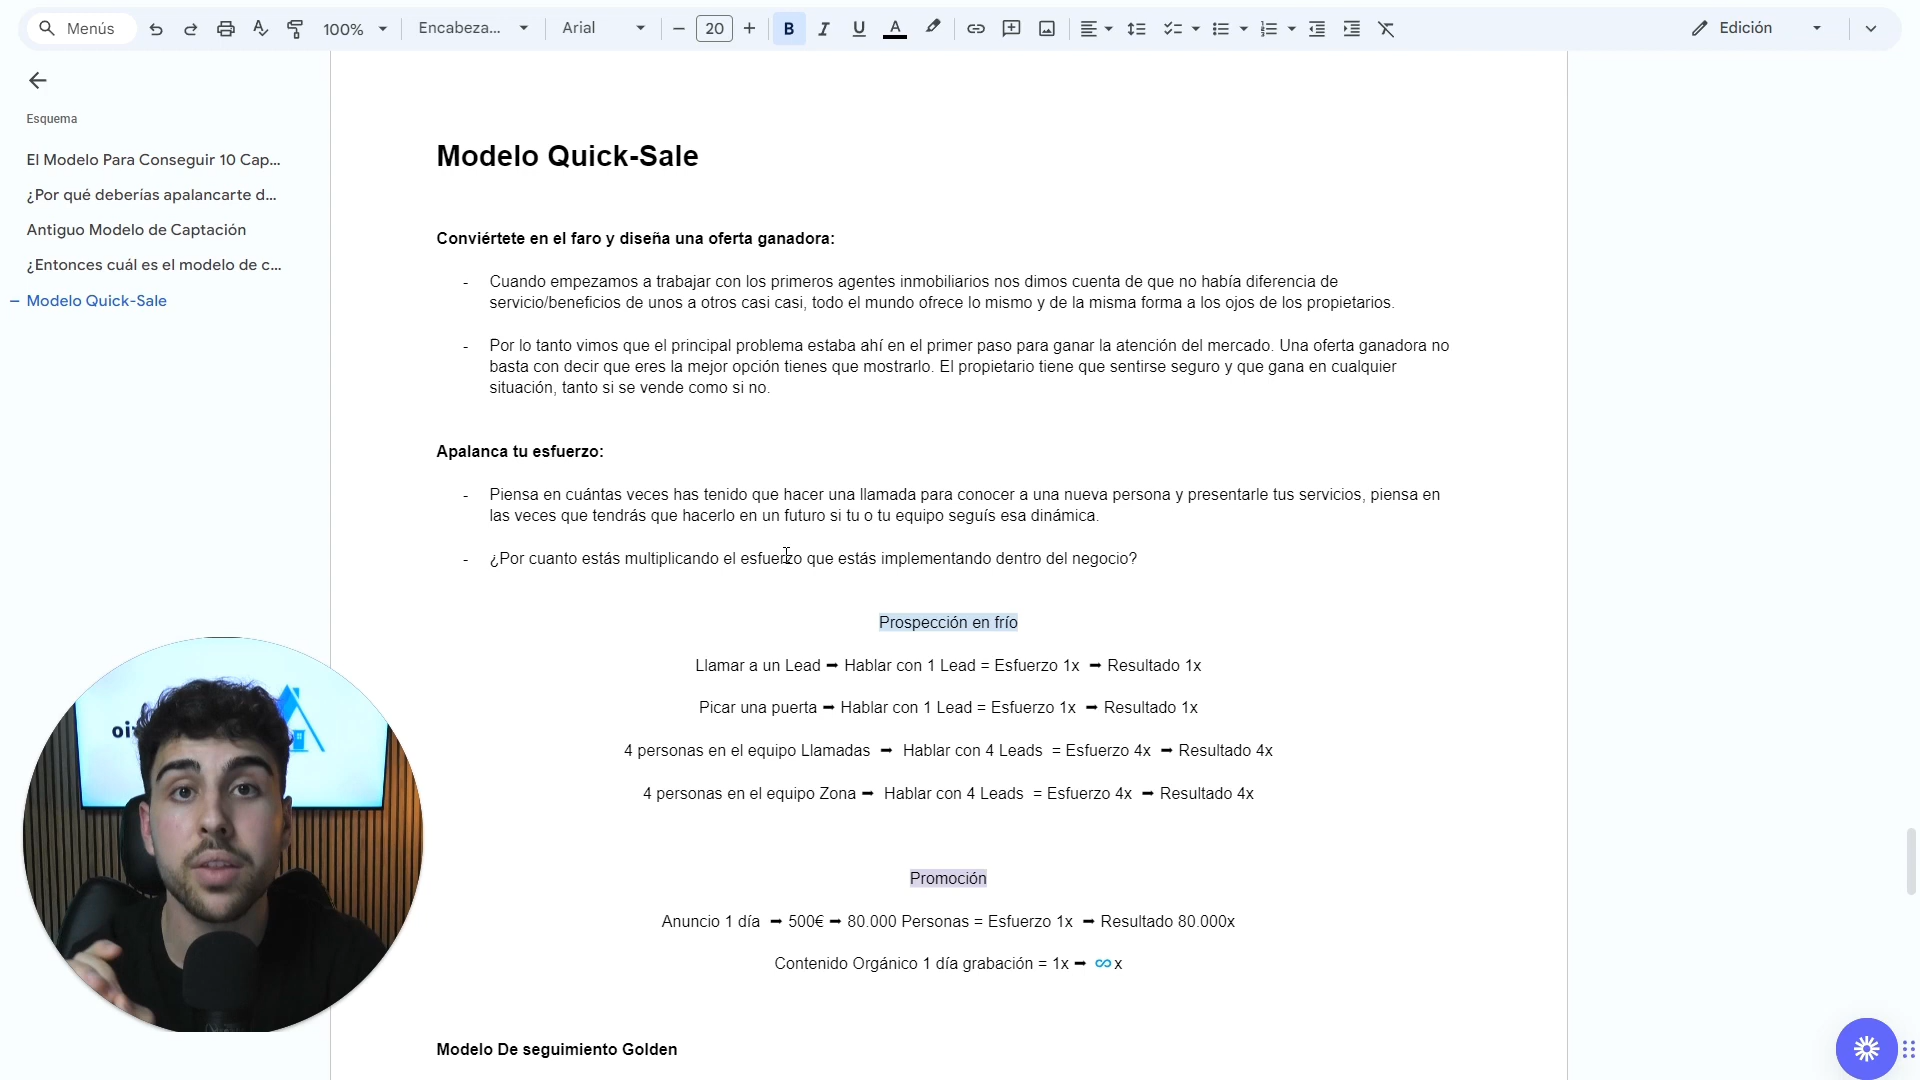 Menús
100%
Encabeza...
Arial
20
B
I
U
A
Edición
Esquema
El Modelo Para Conseguir 10 Cap...
¿Por qué deberías apalancarte d...
Antiguo Modelo de Captación
¿Entonces cuál es el modelo de c...
Modelo Quick-Sale
Modelo Quick-Sale
Conviértete en el faro y diseña una oferta ganadora:
- Cuando empezamos a trabajar con los primeros agentes inmobiliarios nos dimos cuenta de que no había diferencia de
servicio/beneficios de unos a otros casi casi, todo el mundo ofrece lo mismo y de la misma forma a los ojos de los propietarios.
- Por lo tanto vimos que el principal problema estaba ahí en el primer paso para ganar la atención del mercado. Una oferta ganadora no
basta con decir que eres la mejor opción tienes que mostrarlo. El propietario tiene que sentirse seguro y que gana en cualquier
situación, tanto si se vende como si no.
Apalanca tu esfuerzo:
- Piensa en cuántas veces has tenido que hacer una llamada para conocer a una nueva persona y presentarle tus servicios, piensa en
las veces que tendrás que hacerlo en un futuro si tu o tu equipo seguís esa dinámica.
- ¿Por cuanto estás multiplicando el esfuerzo que estás implementando dentro del negocio?
Prospección en frío
Llamar a un Lead ➡ Hablar con 1 Lead = Esfuerzo 1x ➡ Resultado 1x
Picar una puerta ➡ Hablar con 1 Lead = Esfuerzo 1x ➡ Resultado 1x
4 personas en el equipo Llamadas ➡ Hablar con 4 Leads = Esfuerzo 4x ➡ Resultado 4x
4 personas en el equipo Zona ➡ Hablar con 4 Leads = Esfuerzo 4x ➡ Resultado 4x
Promoción
Anuncio 1 día ➡ 500€ ➡ 80.000 Personas = Esfuerzo 1x ➡ Resultado 80.000x
Contenido Orgánico 1 día grabación = 1x ➡ ∞ x
Modelo De seguimiento Golden